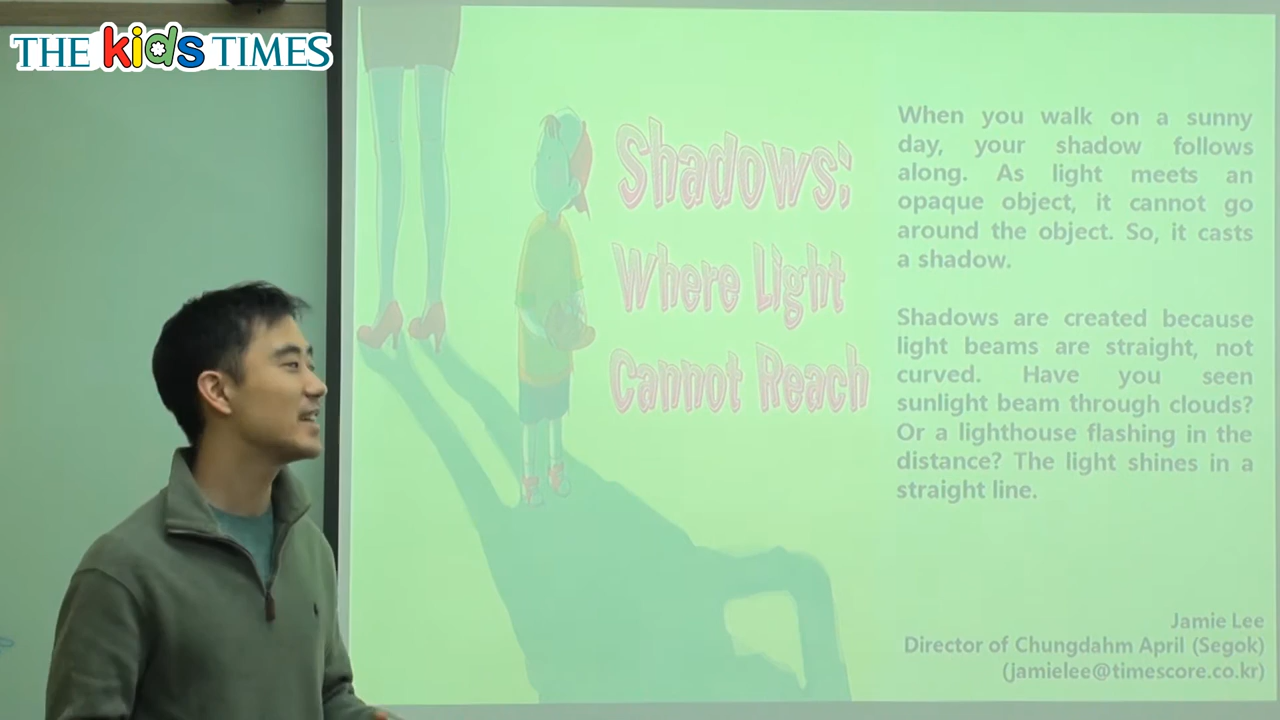 THE kids TIMES
Shadows:
Where Light
Cannot Reach
When you walk on a sunny
day, your shadow follows
along. As light meets an
opaque object, it cannot go
around the object. So, it casts
a shadow.
Shadows are created because
light beams are straight, not
curved. Have you seen
sunlight beam through clouds?
Or a lighthouse flashing in the
distance? The light shines in a
straight line.
Jamie Lee
Director of Chungdahm April (Segok)
(jamielee@timescore.co.kr)